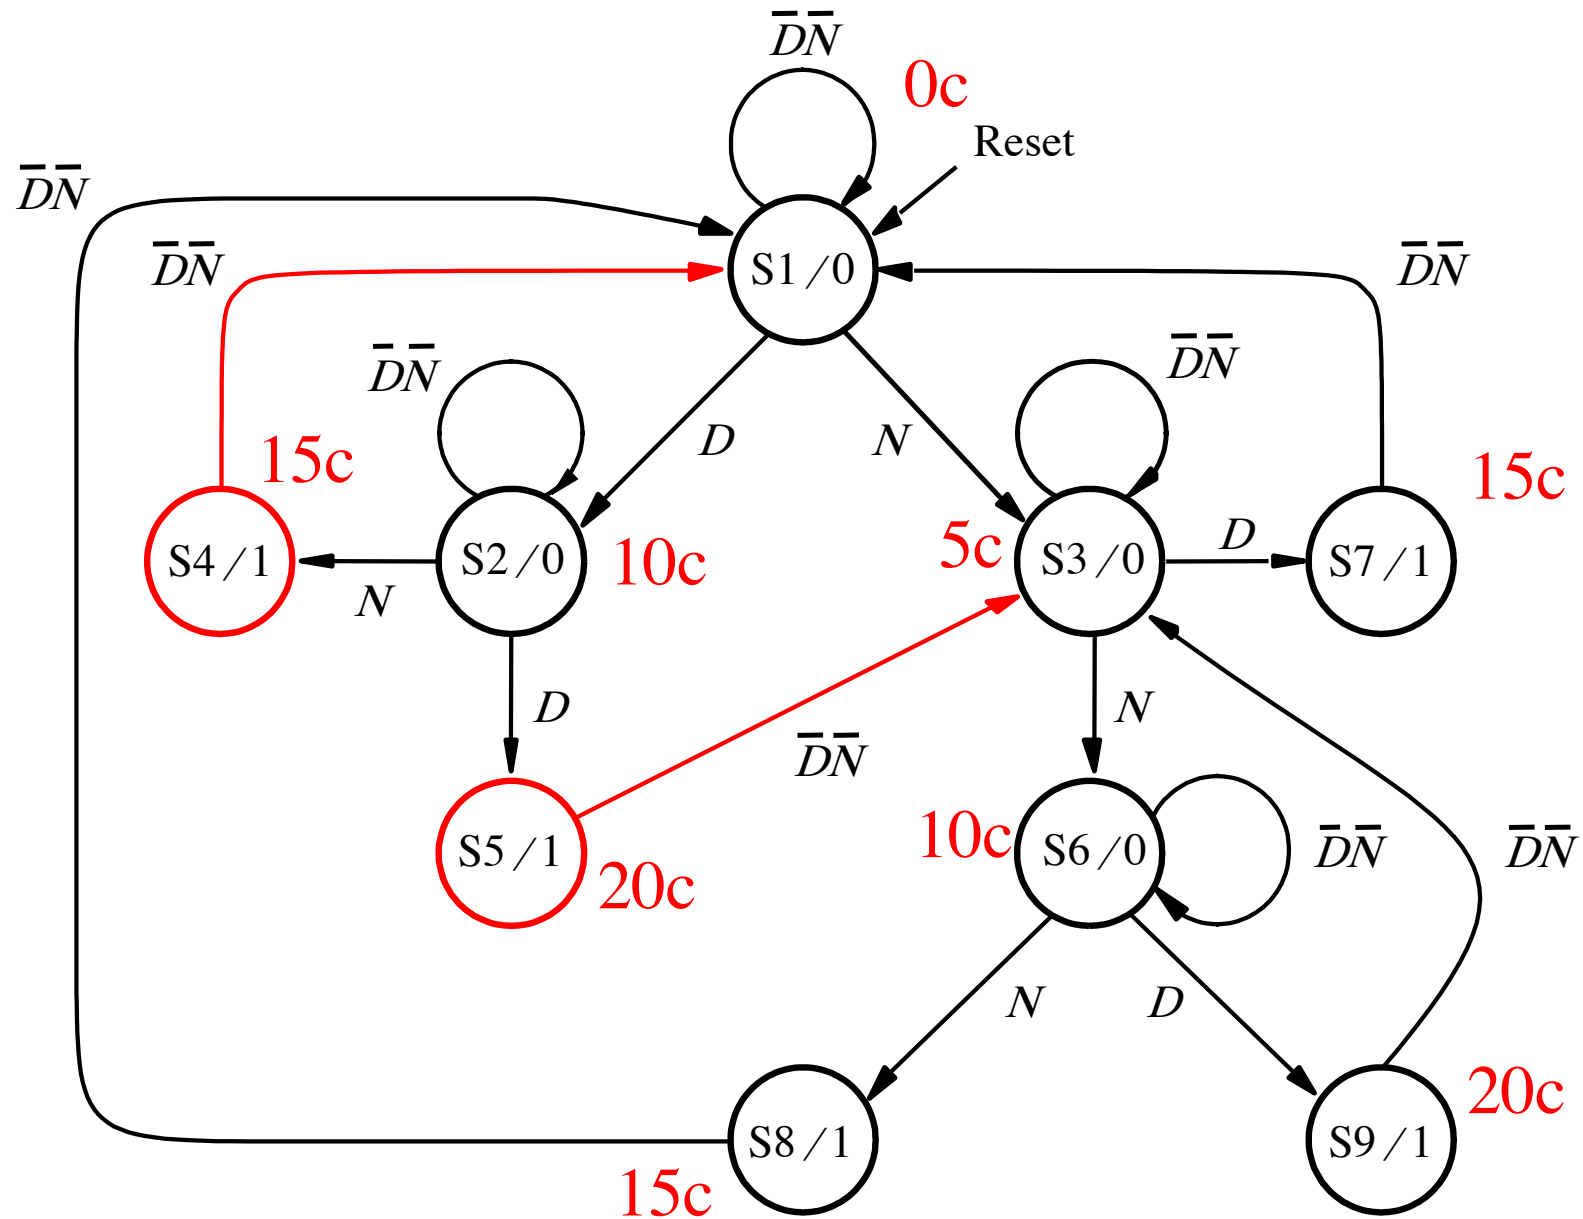 D̅N̅
0c
Reset
D̅N̅
D̅N̅
S1/0
D̅N̅
D̅N̅
D̅N̅
D
N
15c
15c
S4/1
N
S2/0
10c
5c
S3/0
D
S7/1
D
N
D̅N̅
S5/1
20c
10c
S6/0
D̅N̅
D̅N̅
N
D
S8/1
15c
S9/1
20c